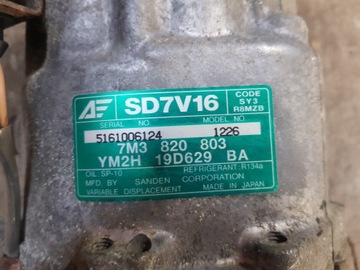 AF SD7V16 CODE
SY3
R8MZB
SERIAL NO. MODEL NO.
5161006124 1226
7M3 820 803
YM2H 19D629 BA
OIL: SP-10 REFRIGERANT: R134a
MFD. BY SANDEN CORPORATION
VARIABLE DISPLACEMENT MADE IN JAPAN